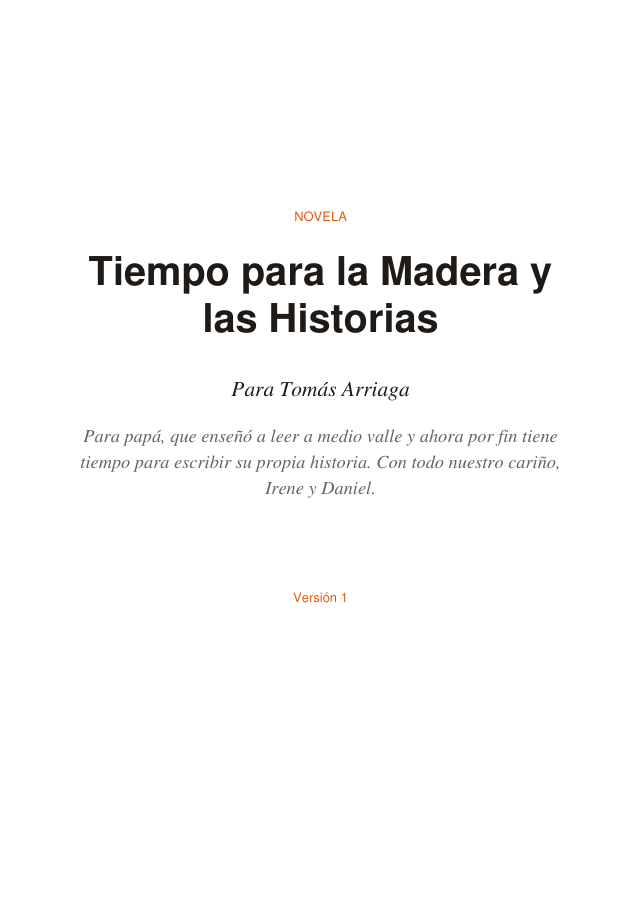 NOVELA
Tiempo para la Madera y
las Historias
Para Tomás Arriaga
Para papá, que enseñó a leer a medio valle y ahora por fin tiene
tiempo para escribir su propia historia. Con todo nuestro cariño,
Irene y Daniel.
Versión 1